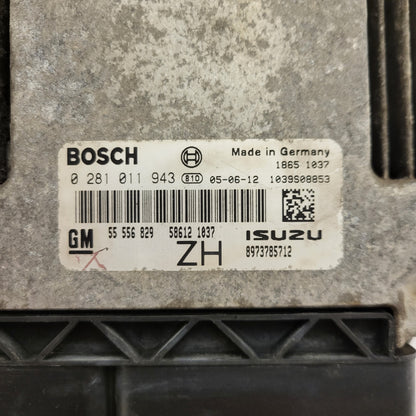 BOSCH Made in Germany
1865 1037
0 281 011 943 B1D 05-06-12 1039S08853
GM 55 556 829 58612 1037 ZH ISUZU
8973785712